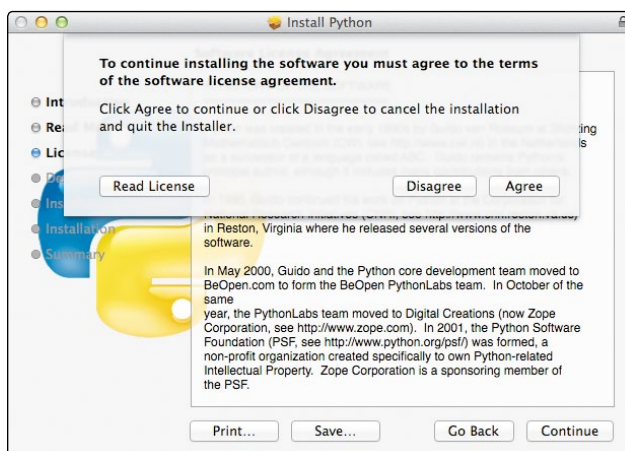 Install Python
To continue installing the software you must agree to the terms
of the software license agreement.
Click Agree to continue or click Disagree to cancel the installation
and quit the Installer.
Read License
Disagree
Agree
Installation
Summary
in Reston, Virginia where he released several versions of the
software.
In May 2000, Guido and the Python core development team moved to
BeOpen.com to form the BeOpen PythonLabs team. In October of the
same
year, the PythonLabs team moved to Digital Creations (now Zope
Corporation, see http://www.zope.com). In 2001, the Python Software
Foundation (PSF, see http://www.python.org/psf/) was formed, a
non-profit organization created specifically to own Python-related
Intellectual Property. Zope Corporation is a sponsoring member of
the PSF.
Print...
Save...
Go Back
Continue